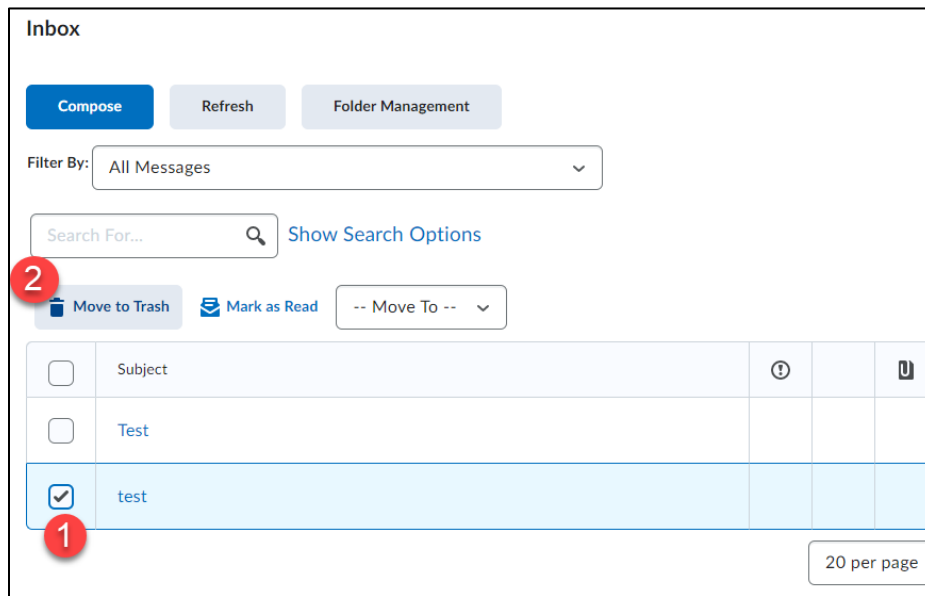 Inbox
Compose Refresh Folder Management
Filter By: All Messages
Search For... Show Search Options
2
Move to Trash Mark as Read -- Move To --
Subject
Test
test
1
20 per page